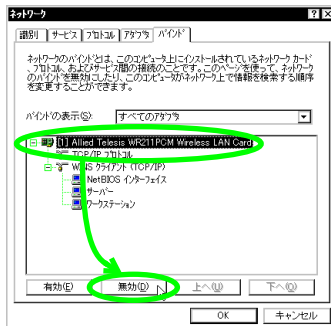 ネットワーク
識別 サービス プロトコル アダプタ バインド
ネットワークのバインドとは、このコンピュータ上にインストールされているネットワーク カード
、プロトコル、およびサービス間の接続のことです。このページを使って、ネットワーク
のバインドを無効にしたり、このコンピュータがネットワーク上で情報を検索する順序
を変更することができます。
バインドの表示(S): すべてのアダプタ
[1] Allied Telesis WR211PCM Wireless LAN Card
TCP/IP プロトコル
WINS クライアント (TCP/IP)
NetBIOS インターフェイス
サーバー
ワークステーション
有効(E) 無効(D) 上へ(U) 下へ(O)
OK キャンセル